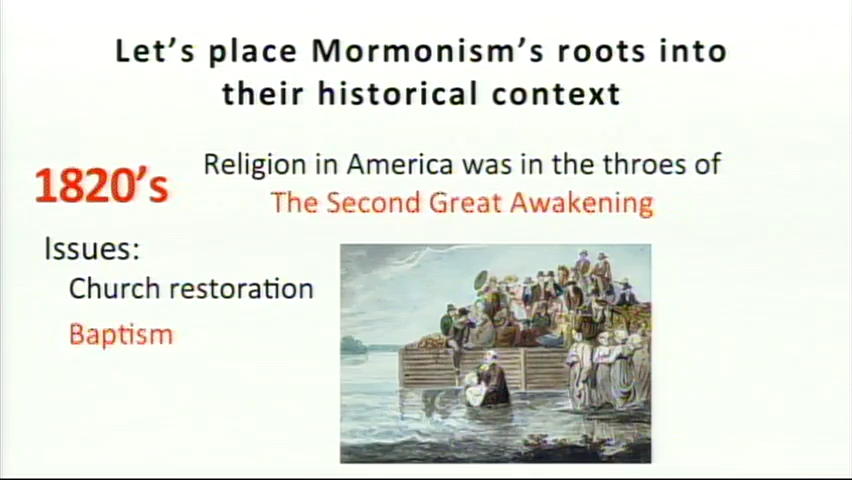 Let's place Mormonism's roots into
their historical context
1820's
Religion in America was in the throes of
The Second Great Awakening
Issues:
Church restoration
Baptism